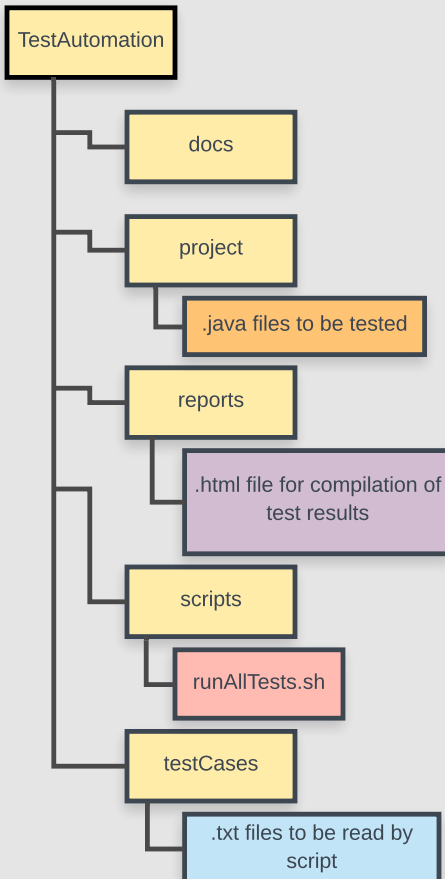 TestAutomation
docs
project
.java files to be tested
reports
.html file for compilation of
test results
scripts
runAllTests.sh
testCases
.txt files to be read by
script